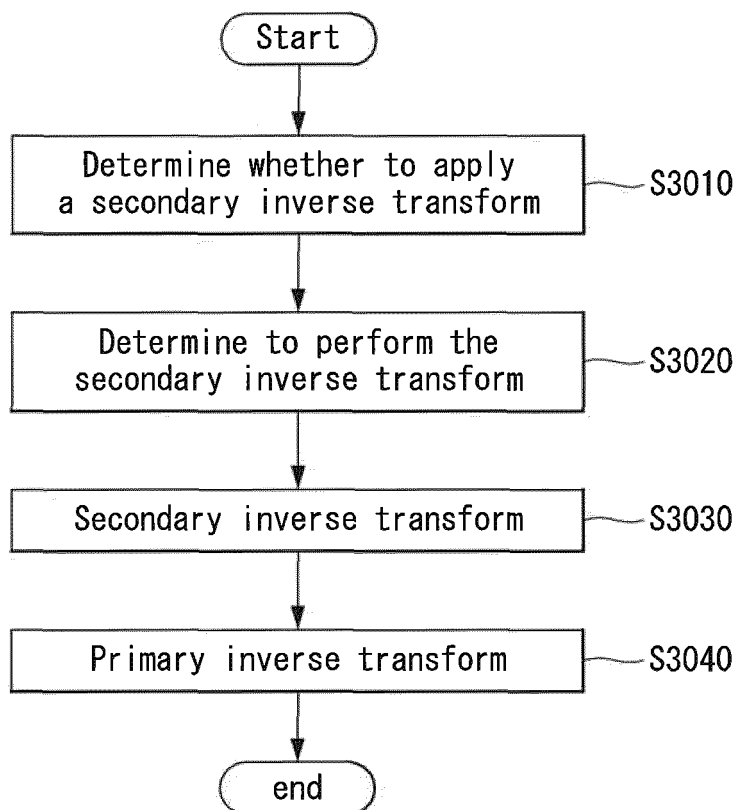 Start
Determine whether to apply
a secondary inverse transform
S3010
Determine to perform the
secondary inverse transform
S3020
Secondary inverse transform
S3030
Primary inverse transform
S3040
end